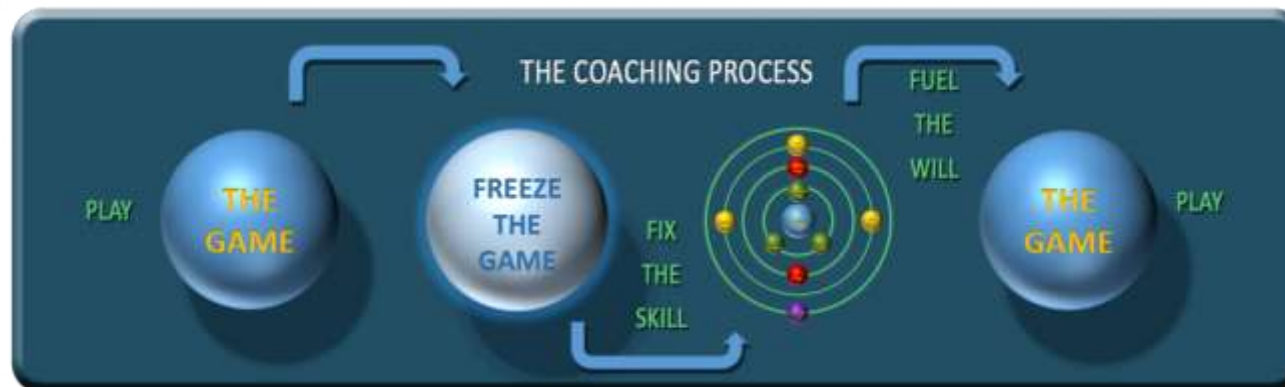 THE COACHING PROCESS
PLAY
THE
GAME
FREEZE
THE
GAME
FIX
THE
SKILL
FUEL
THE
WILL
THE
GAME
PLAY